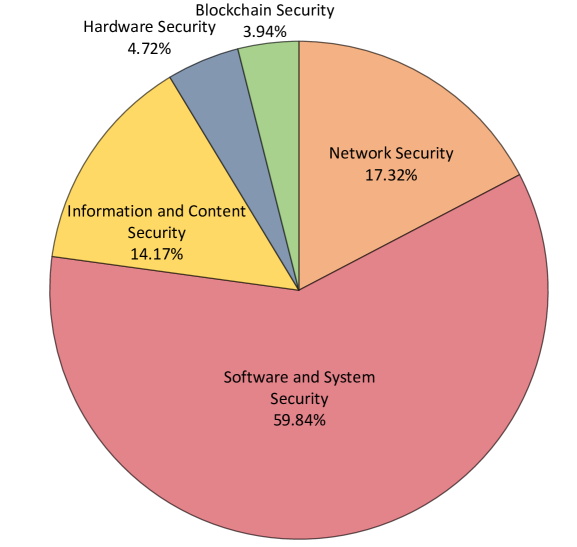 Blockchain Security
3.94%
Hardware Security
4.72%
Network Security
17.32%
Information and Content
Security
14.17%
Software and System
Security
59.84%